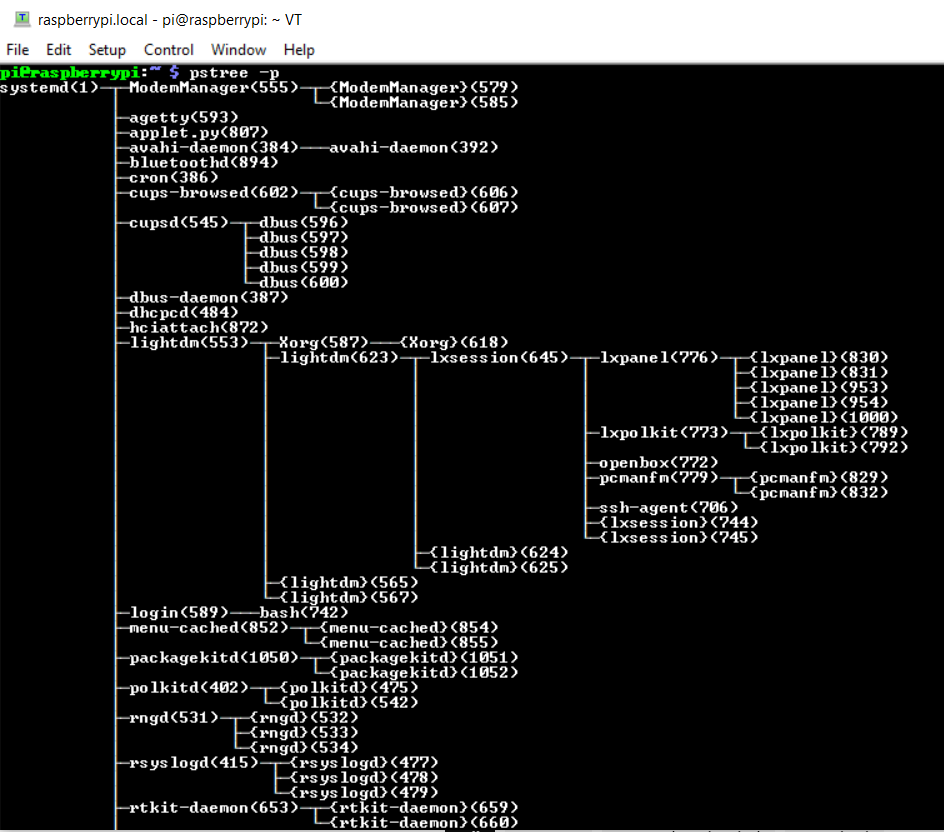 raspberrypi.local - pi@raspberrypi: ~ VT
File Edit Setup Control Window Help
pi@raspberrypi:~ $ pstree -p
systemd(1)─┬─ModemManager(555)─┬─{ModemManager}(579)
└─{ModemManager}(585)
├─agetty(593)
├─applet.py(807)
├─avahi-daemon(384)───avahi-daemon(392)
├─bluetoothd(894)
├─cron(386)
├─cups-browsed(602)─┬─{cups-browsed}(606)
└─{cups-browsed}(607)
├─cupsd(545)─┬─dbus(596)
├─dbus(597)
├─dbus(598)
├─dbus(599)
└─dbus(600)
├─dbus-daemon(387)
├─dhcpcd(484)
├─hciattach(872)
├─lightdm(553)─┬─Xorg(587)───{Xorg}(618)
├─lightdm(623)─┬─lxsession(645)─┬─lxpanel(776)─┬─{lxpanel}(830)
├─{lxpanel}(831)
├─{lxpanel}(953)
├─{lxpanel}(954)
└─{lxpanel}(1000)
├─lxpolkit(773)─┬─{lxpolkit}(789)
└─{lxpolkit}(792)
├─openbox(772)
├─pcmanfm(779)─┬─{pcmanfm}(829)
└─{pcmanfm}(832)
├─ssh-agent(706)
├─{lxsession}(744)
└─{lxsession}(745)
├─{lightdm}(624)
└─{lightdm}(625)
├─{lightdm}(565)
└─{lightdm}(567)
├─login(589)───bash(742)
├─menu-cached(852)─┬─{menu-cached}(854)
└─{menu-cached}(855)
├─packagekitd(1050)─┬─{packagekitd}(1051)
└─{packagekitd}(1052)
├─polkitd(402)─┬─{polkitd}(475)
└─{polkitd}(542)
├─rngd(531)─┬─{rngd}(532)
├─{rngd}(533)
└─{rngd}(534)
├─rsyslogd(415)─┬─{rsyslogd}(477)
├─{rsyslogd}(478)
└─{rsyslogd}(479)
├─rtkit-daemon(653)─┬─{rtkit-daemon}(659)
└─{rtkit-daemon}(660)